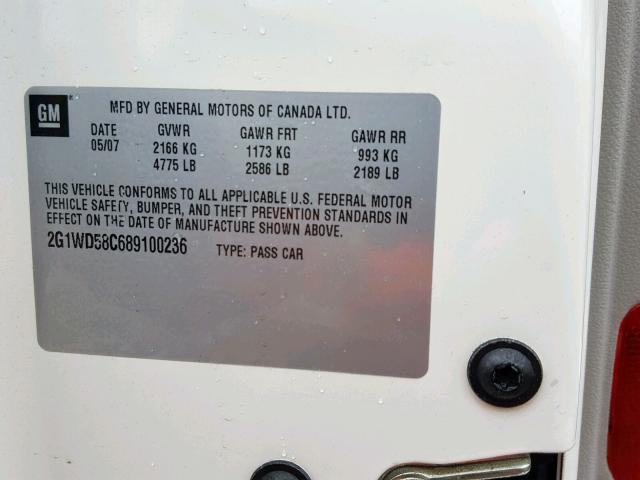 GM ®
MFD BY GENERAL MOTORS OF CANADA LTD.
DATE GVWR GAWR FRT GAWR RR
05/07 2166 KG 1173 KG 993 KG
4775 LB 2586 LB 2189 LB
THIS VEHICLE CONFORMS TO ALL APPLICABLE U.S. FEDERAL MOTOR
VEHICLE SAFETY, BUMPER, AND THEFT PREVENTION STANDARDS IN
EFFECT ON THE DATE OF MANUFACTURE SHOWN ABOVE.
2G1WD58C689100236 TYPE: PASS CAR